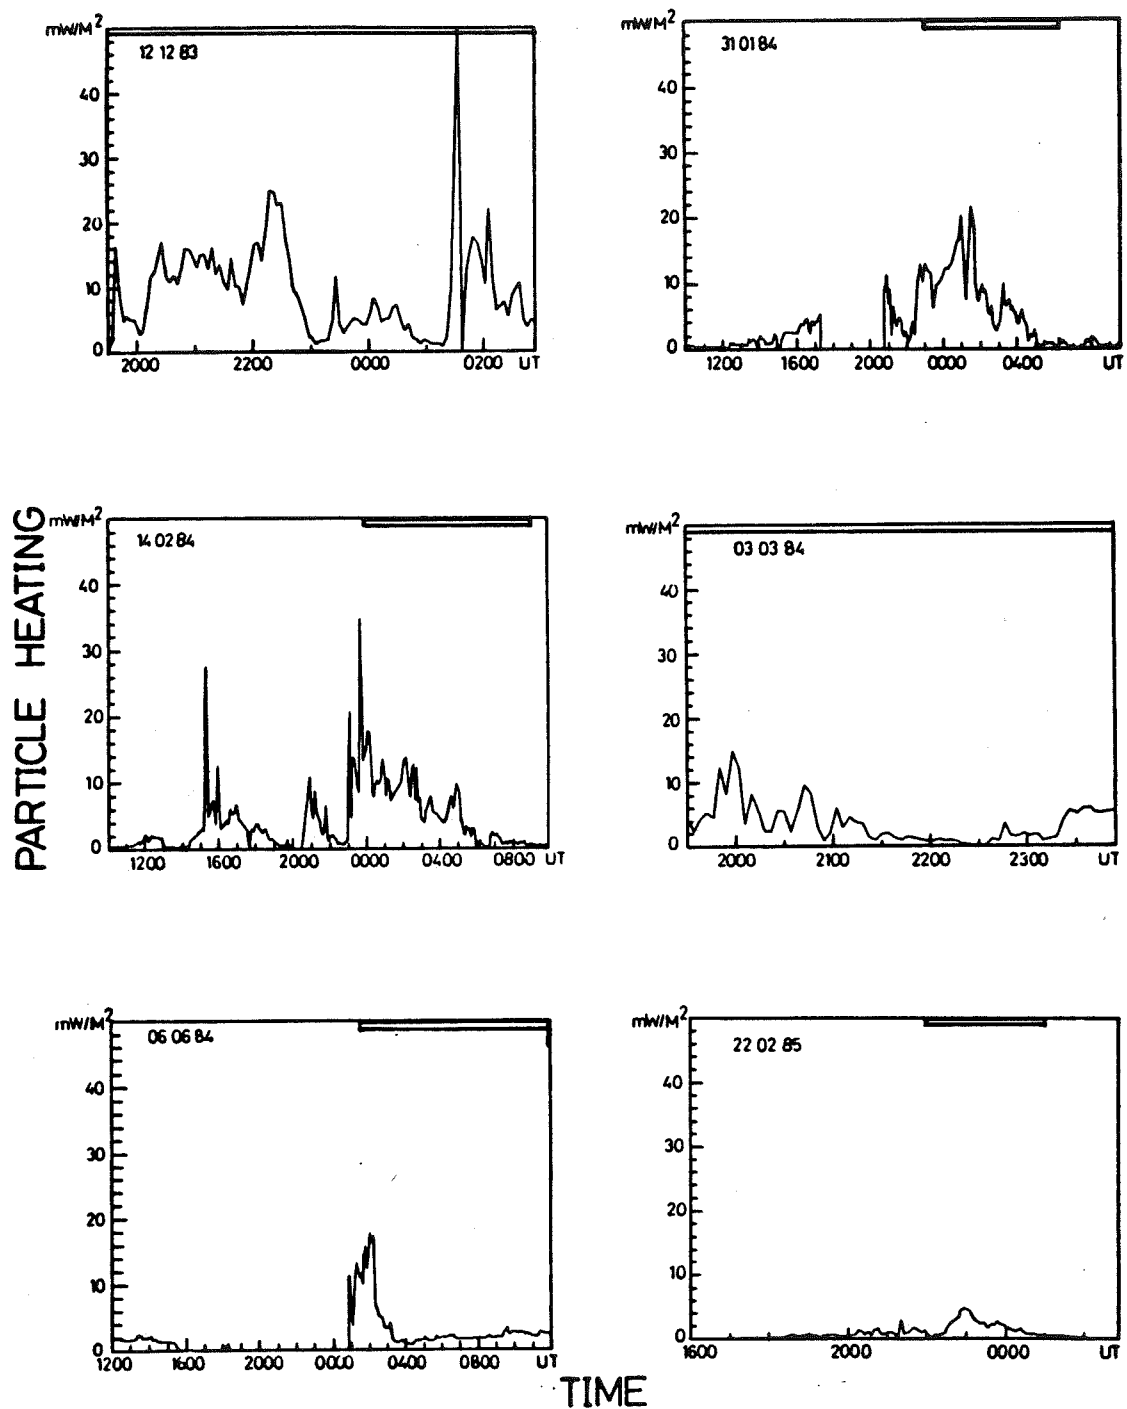 PARTICLE HEATING
mW/M2
12 12 83
40
30
20
10
0
2000 2200 0000 0200 UT
mW/M2
31 01 84
40
30
20
10
0
1200 1600 2000 0000 0400 UT
mW/M2
14 02 84
40
30
20
10
0
1200 1600 2000 0000 0400 0800 UT
mW/M2
03 03 84
40
30
20
10
0
2000 2100 2200 2300 UT
mW/M2
06 06 84
40
30
20
10
0
1200 1600 2000 0000 0400 0800 UT
mW/M2
22 02 85
40
30
20
10
0
1600 2000 0000 UT
TIME